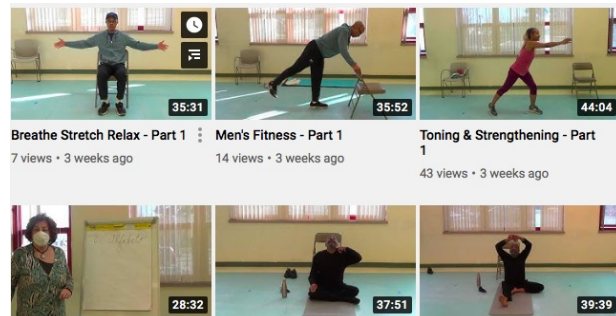 35:31
35:52
44:04
Breathe Stretch Relax - Part 1
Men's Fitness - Part 1
Toning & Strengthening - Part
1
7 views • 3 weeks ago
14 views • 3 weeks ago
43 views • 3 weeks ago
28:32
37:51
39:39